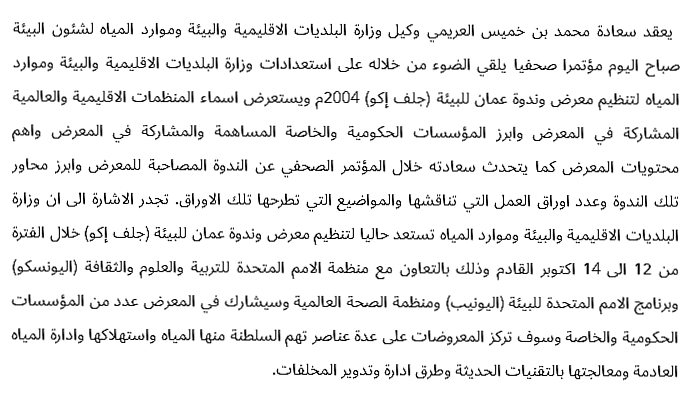 يعقد سعادة محمد بن خميس العريمي وكيل وزارة البلديات الاقليمية والبيئة وموارد المياه لشئون البيئة
صباح اليوم مؤتمرا صحفيا يلقي الضوء من خلاله على استعدادات وزارة البلديات الاقليمية والبيئة وموارد
المياه لتنظيم معرض وندوة عمان للبيئة (جلف إكو) 2004م ويستعرض اسماء المنظمات الاقليمية والعالمية
المشاركة في المعرض وابرز المؤسسات الحكومية والخاصة المساهمة والمشاركة في المعرض واهم
محتويات المعرض كما يتحدث سعادته خلال المؤتمر الصحفي عن الندوة المصاحبة للمعرض وابرز محاور
تلك الندوة وعدد اوراق العمل التي تناقشها والمواضيع التي تطرحها تلك الاوراق. تجدر الاشارة الى ان وزارة
البلديات الاقليمية والبيئة وموارد المياه تستعد حاليا لتنظيم معرض وندوة عمان للبيئة (جلف إكو) خلال الفترة
من 12 الى 14 اكتوبر القادم وذلك بالتعاون مع منظمة الامم المتحدة للتربية والعلوم والثقافة (اليونسكو)
وبرنامج الامم المتحدة للبيئة (اليونيب) ومنظمة الصحة العالمية وسيشارك في المعرض عدد من المؤسسات
الحكومية والخاصة وسوف تركز المعروضات على عدة عناصر تهم السلطنة منها المياه واستهلاكها وادارة المياه
العادمة ومعالجتها بالتقنيات الحديثة وطرق ادارة وتدوير المخلفات.